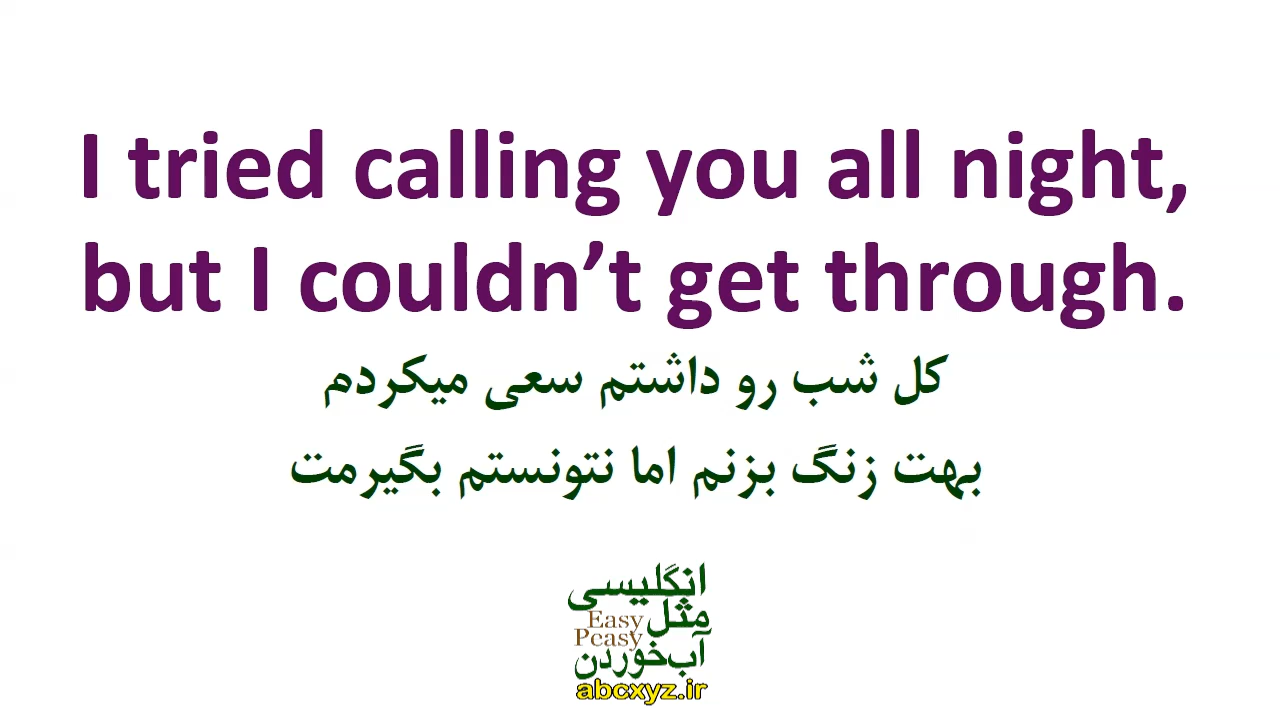 I tried calling you all night,
but I couldn’t get through.
کل شب رو داشتم سعی میکردم
بهت زنگ بزنم اما نتونستم بگیرمت
انگلیسی
مثل
Easy
Peasy
آب‌خوردن
abcxyz.ir